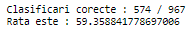 Clasificari corecte : 574 / 967
Rata este : 59.358841778697006